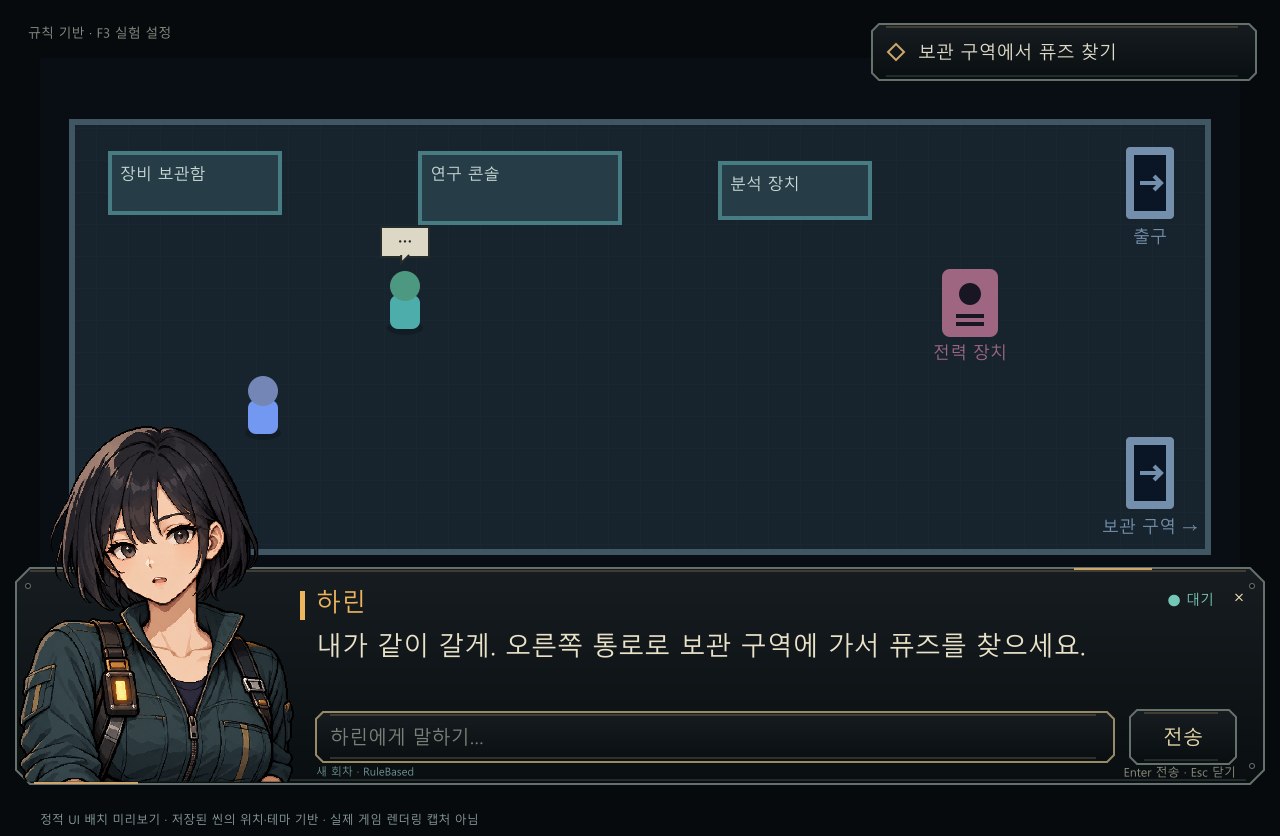 규칙 기반 · F3 실험 설정
보관 구역에서 퓨즈 찾기
장비 보관함
연구 콘솔
분석 장치
...
출구
전력 장치
보관 구역 →
하린
대기 ×
내가 같이 갈게. 오른쪽 통로로 보관 구역에 가서 퓨즈를 찾으세요.
하린에게 말하기...
전송
새 회차 · RuleBased
Enter 전송 · Esc 닫기
정적 UI 배치 미리보기 · 저장된 씬의 위치·테마 기반 · 실제 게임 렌더링 캡처 아님